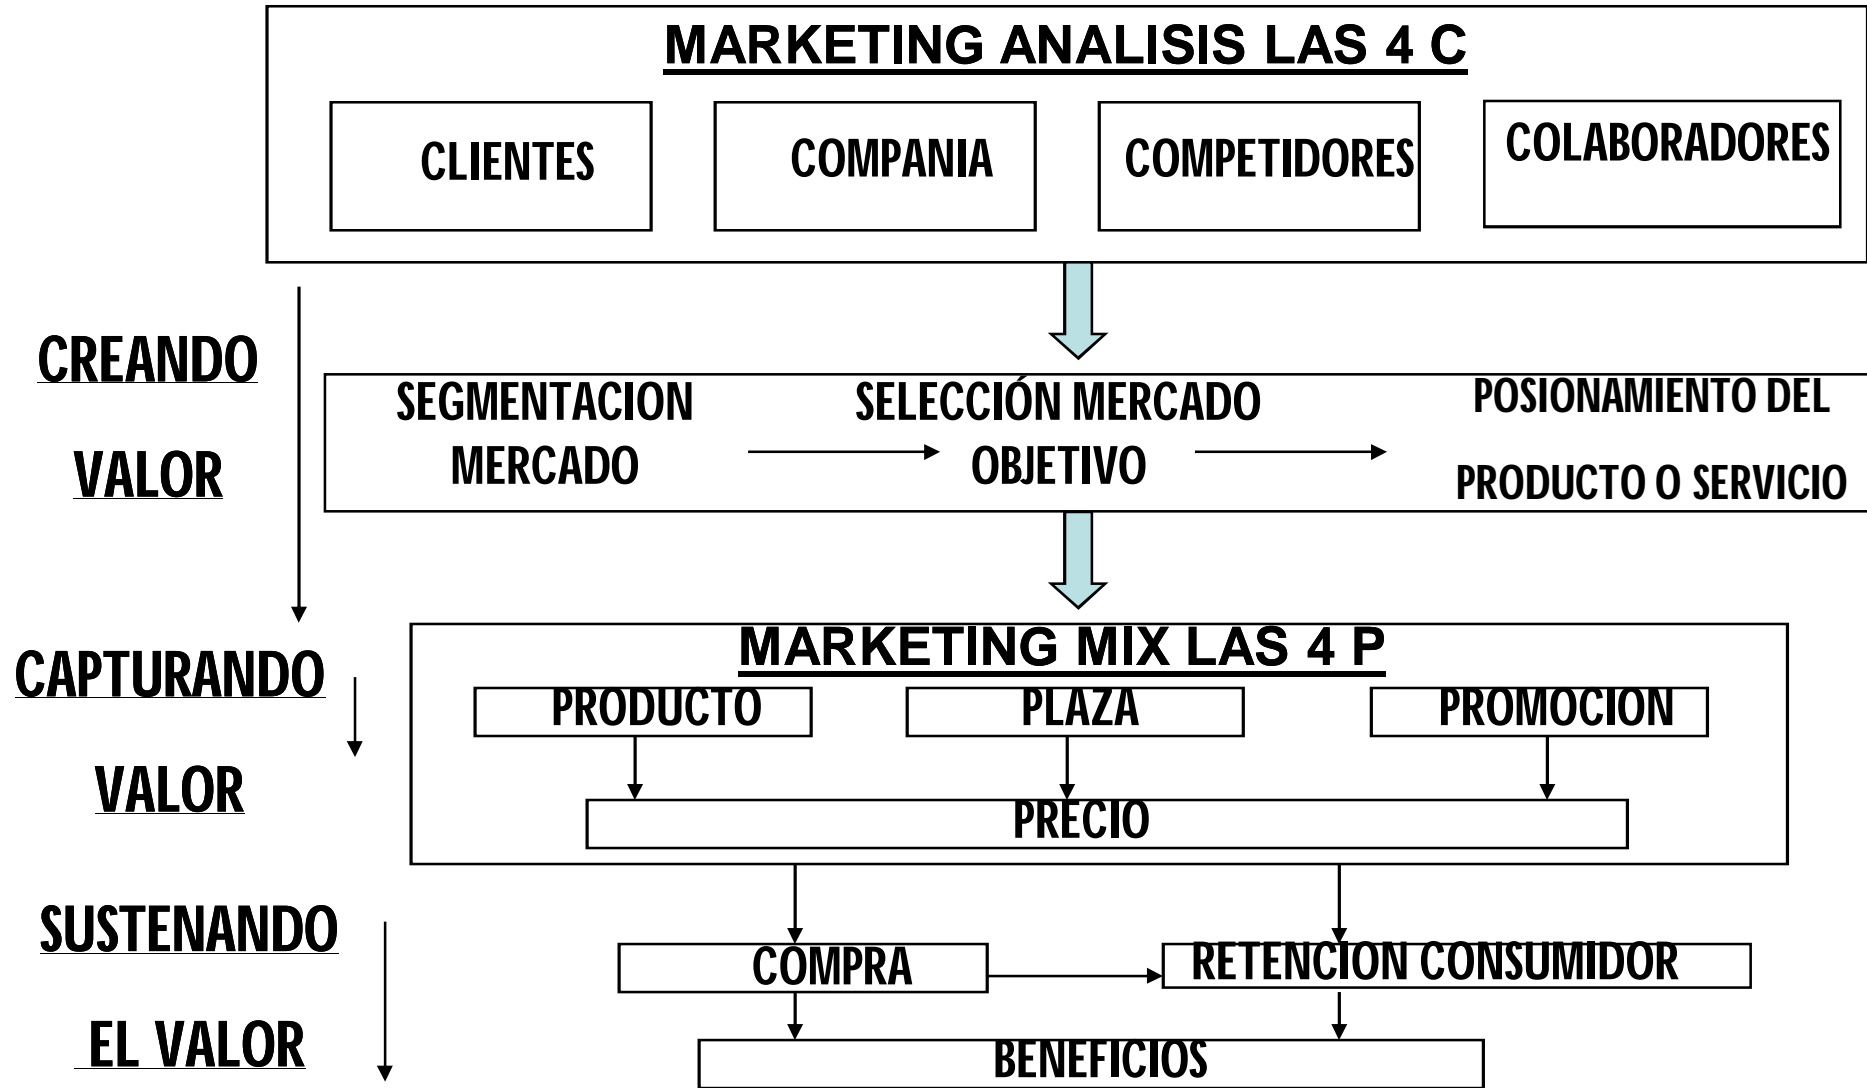 MARKETING ANALISIS LAS 4 C
CLIENTES
COMPANIA
COMPETIDORES
COLABORADORES
CREANDO
VALOR
SEGMENTACION
MERCADO
SELECCIÓN MERCADO
OBJETIVO
POSIONAMIENTO DEL
PRODUCTO O SERVICIO
CAPTURANDO
VALOR
MARKETING MIX LAS 4 P
PRODUCTO
PLAZA
PROMOCION
PRECIO
SUSTENANDO
EL VALOR
COMPRA
RETENCION CONSUMIDOR
BENEFICIOS